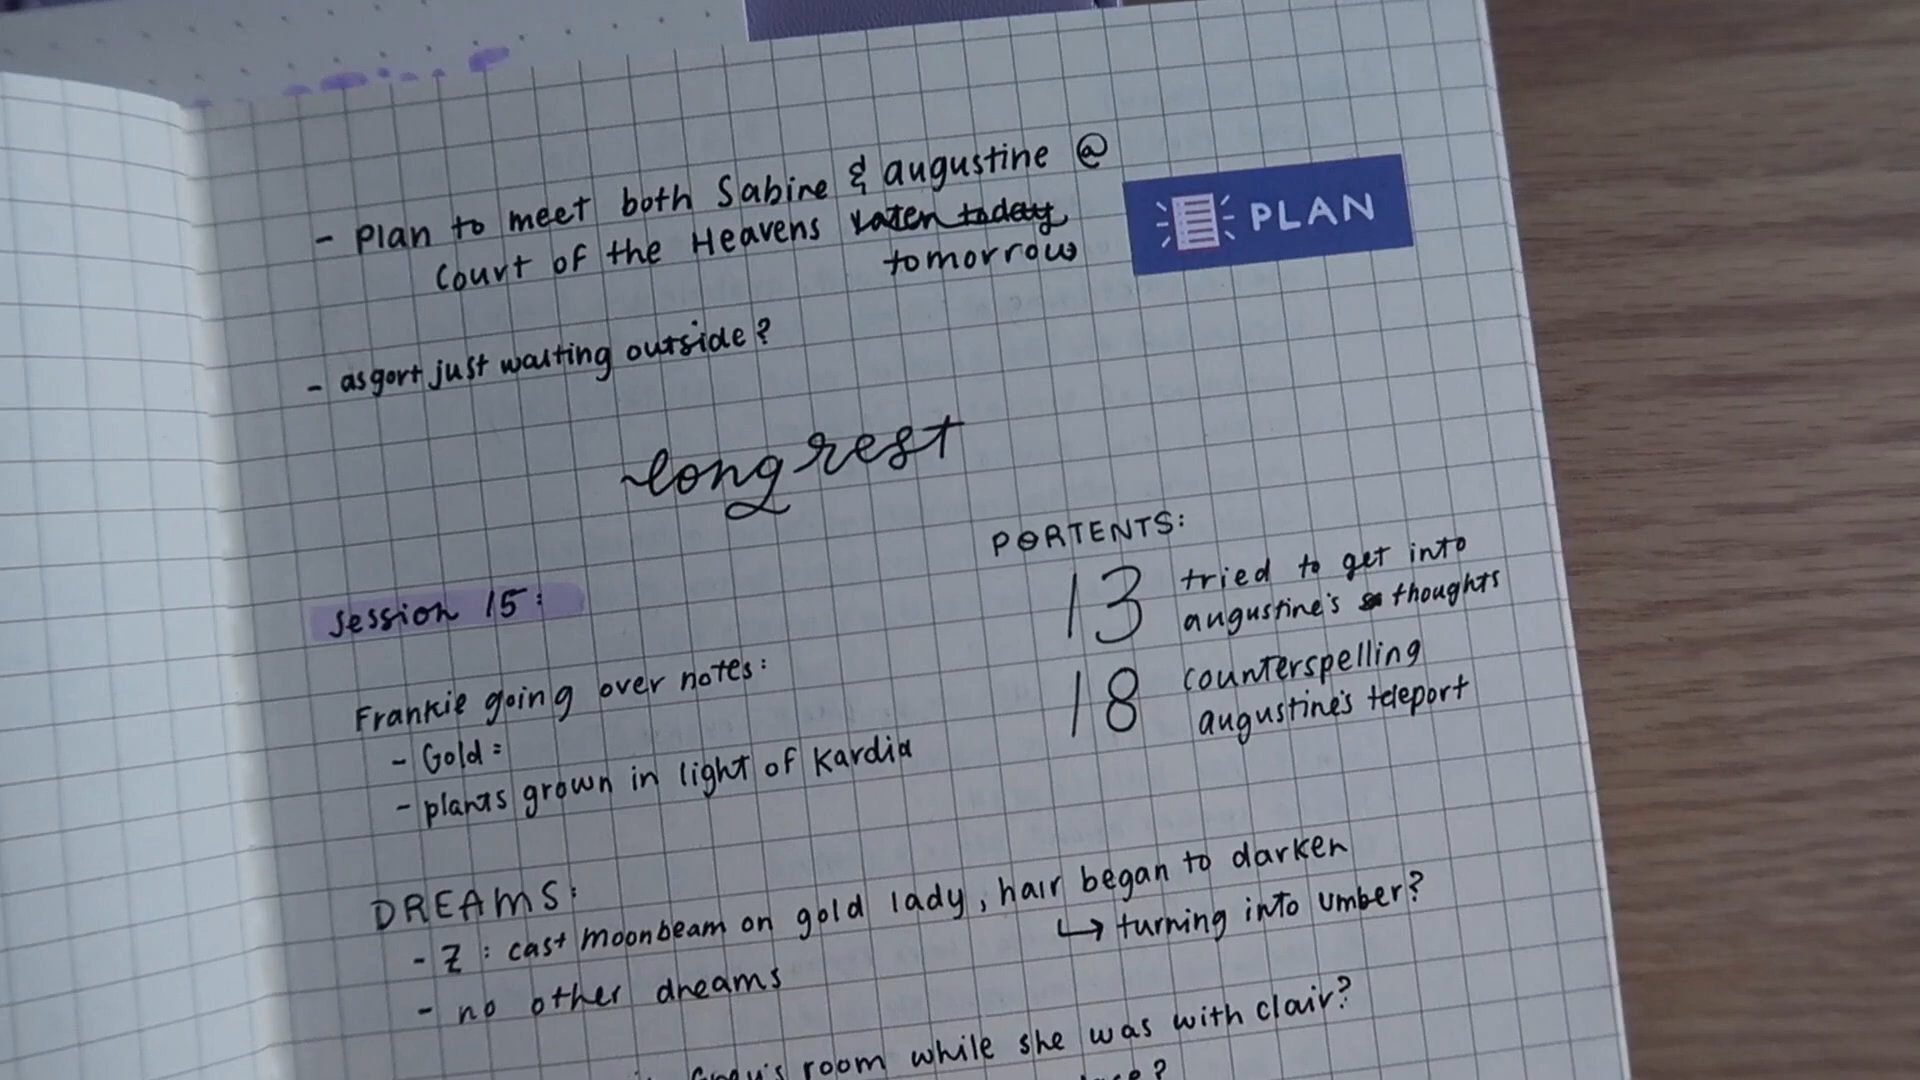 - Plan to meet both Sabine & augustine @
Court of the Heavens later today
tomorrow
PLAN
- asgort just waiting outside?
long rest
PORTENTS:
13 tried to get into
augustine's thoughts
18 counterspelling
augustine's teleport
Session 15:
Frankie going over notes:
- Gold:
- plants grown in light of Kardia
DREAMS:
- Z: cast moonbeam on gold lady, hair began to darken
↳ turning into Umber?
- no other dreams
room while she was with clair?